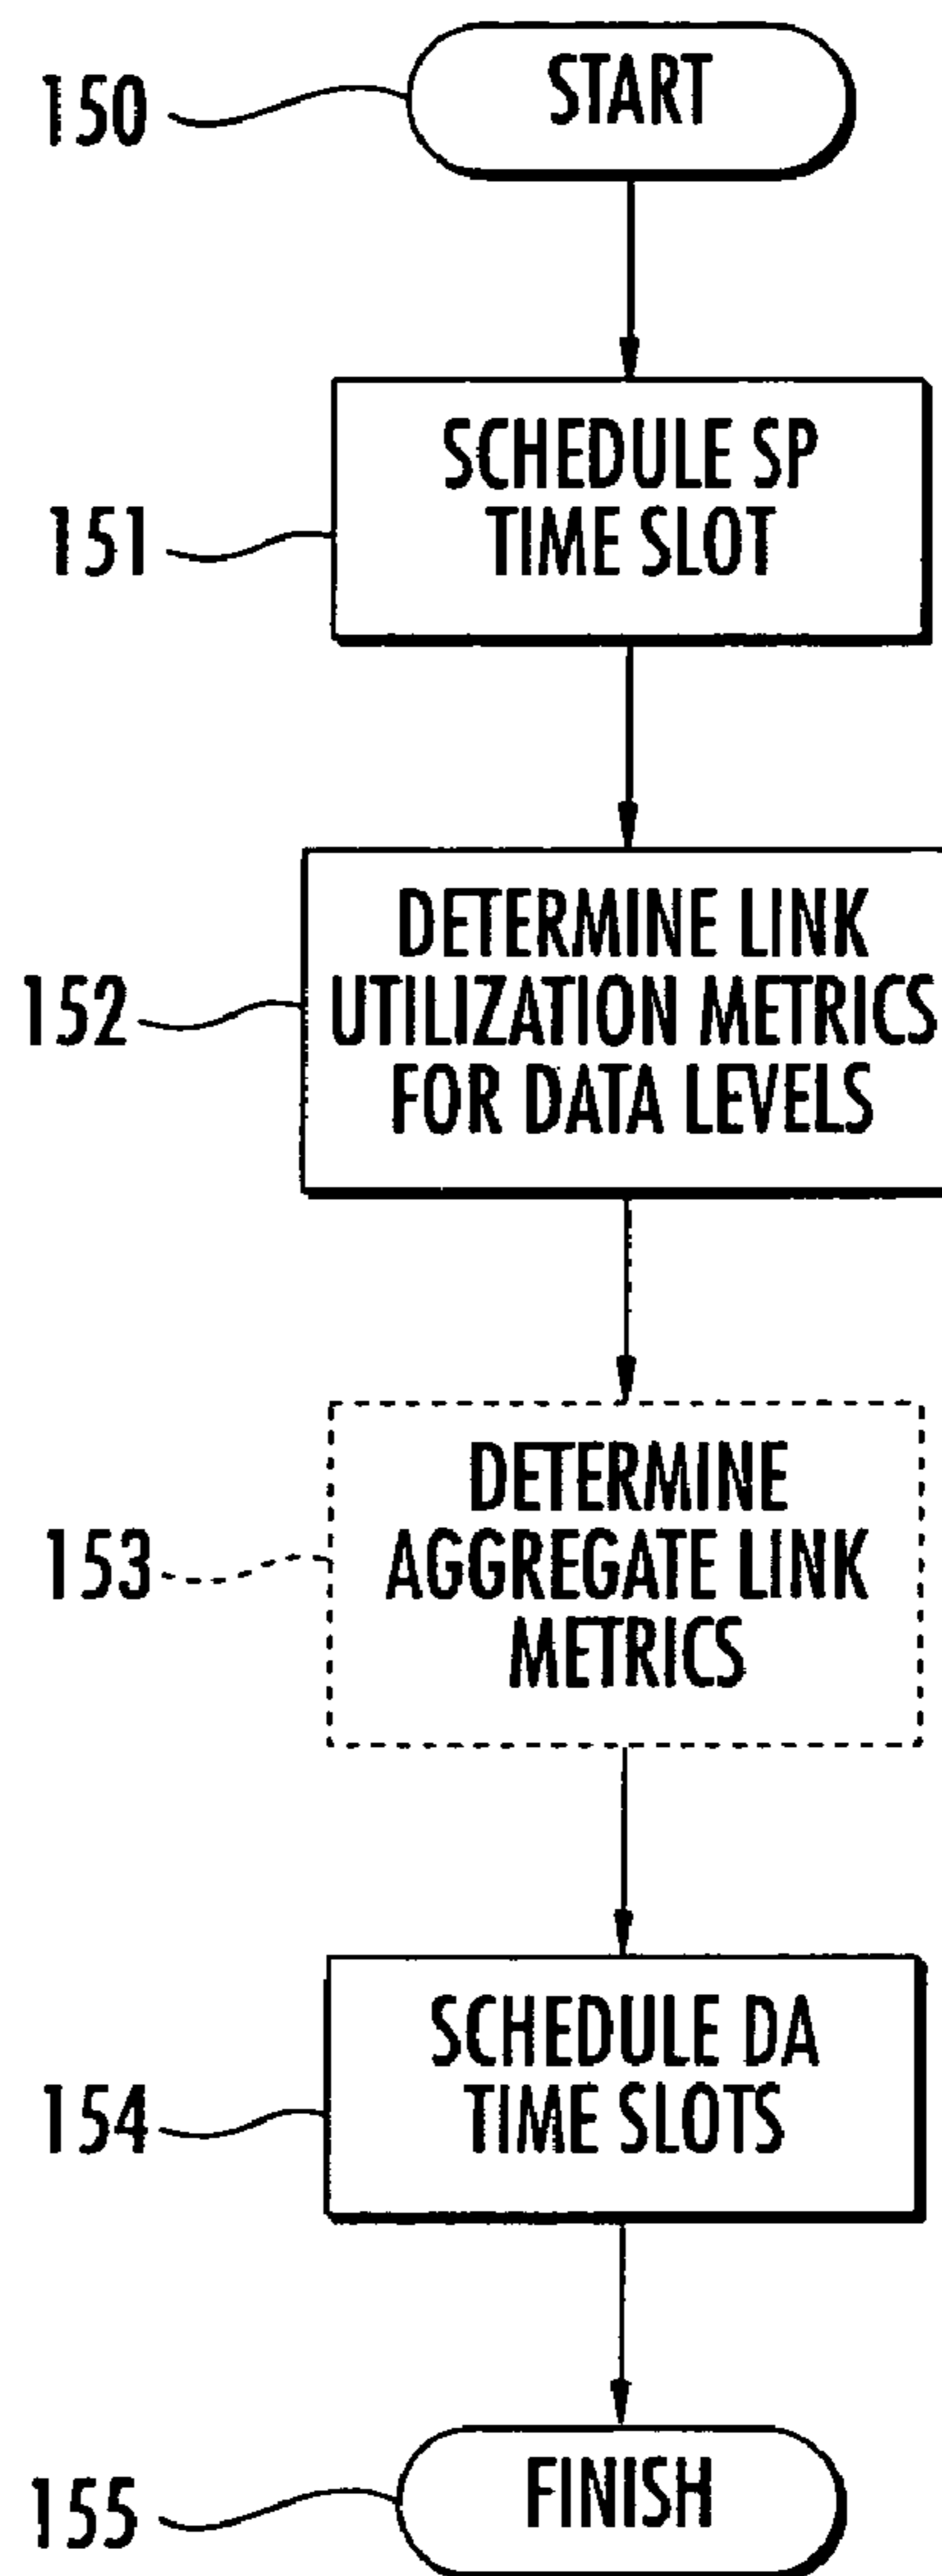 150
START
151
SCHEDULE SP
TIME SLOT
152
DETERMINE LINK
UTILIZATION METRICS
FOR DATA LEVELS
153
DETERMINE
AGGREGATE LINK
METRICS
154
SCHEDULE DA
TIME SLOTS
155
FINISH